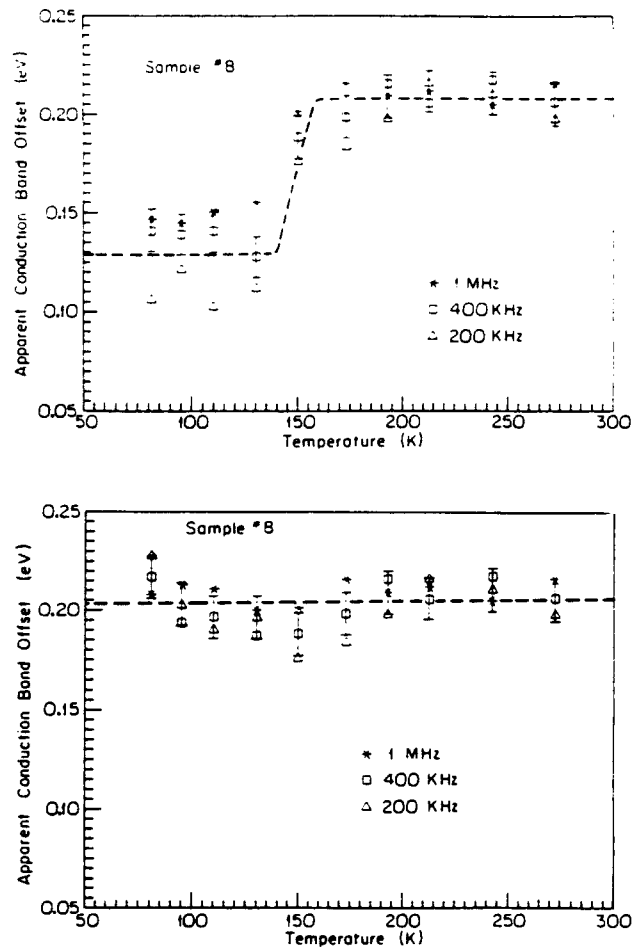 0.25
0.20
0.15
0.10
0.05
Apparent Conduction Band Offset (eV)
Sample #8
* 1 MHz
□ 400 KHz
△ 200 KHz
50 100 150 200 250 300
Temperature (K)
0.25
0.20
0.15
0.10
0.05
Apparent Conduction Band Offset (eV)
Sample #8
* 1 MHz
□ 400 KHz
△ 200 KHz
50 100 150 200 250 300
Temperature (K)